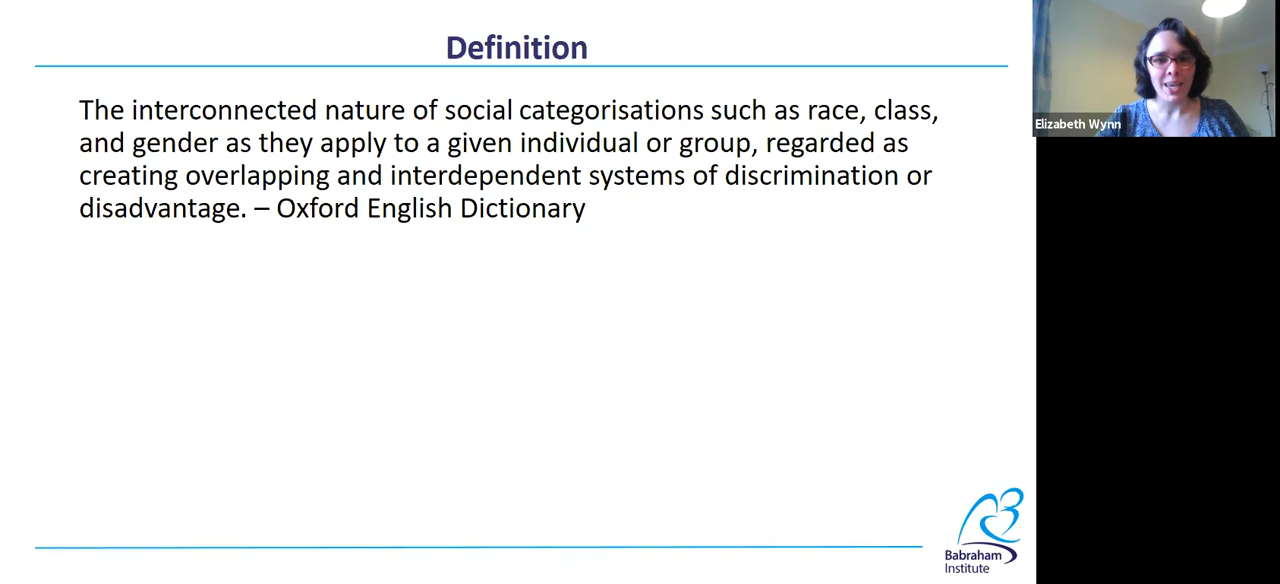 Definition
The interconnected nature of social categorisations such as race, class,
and gender as they apply to a given individual or group, regarded as
creating overlapping and interdependent systems of discrimination or
disadvantage. – Oxford English Dictionary
Elizabeth Wynn
Babraham
Institute